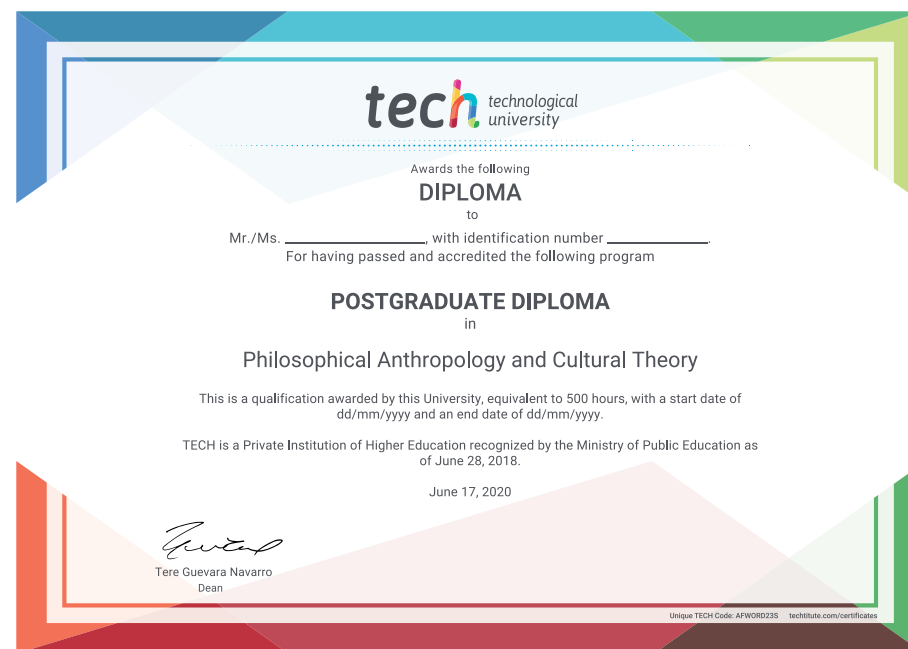 tech technological
university
Awards the following
DIPLOMA
to
Mr./Ms. ____________________, with identification number ______________.
For having passed and accredited the following program
POSTGRADUATE DIPLOMA
in
Philosophical Anthropology and Cultural Theory
This is a qualification awarded by this University, equivalent to 500 hours, with a start date of
dd/mm/yyyy and an end date of dd/mm/yyyy.
TECH is a Private Institution of Higher Education recognized by the Ministry of Public Education as
of June 28, 2018.
June 17, 2020
Tere Guevara Navarro
Dean
Unique TECH Code: AFWORD235 techtitute.com/certificates